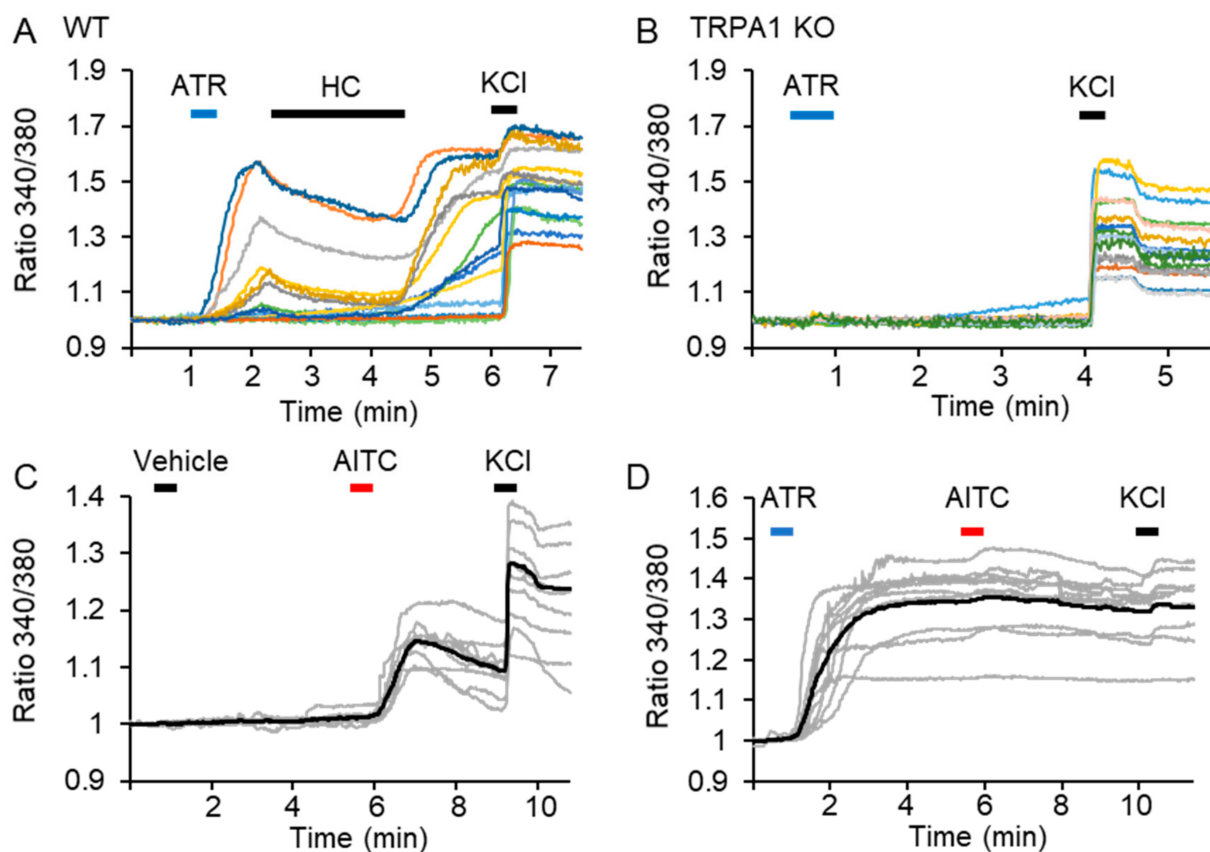 A WT
ATR HC KCl
Ratio 340/380
1.9
1.7
1.5
1.3
1.1
0.9
1 2 3 4 5 6 7
Time (min)
B TRPA1 KO
ATR KCl
Ratio 340/380
1.9
1.7
1.5
1.3
1.1
0.9
1 2 3 4 5
Time (min)
C
Vehicle AITC KCl
Ratio 340/380
1.4
1.3
1.2
1.1
1
0.9
2 4 6 8 10
Time (min)
D
ATR AITC KCl
Ratio 340/380
1.6
1.5
1.4
1.3
1.2
1.1
1
0.9
2 4 6 8 10
Time (min)